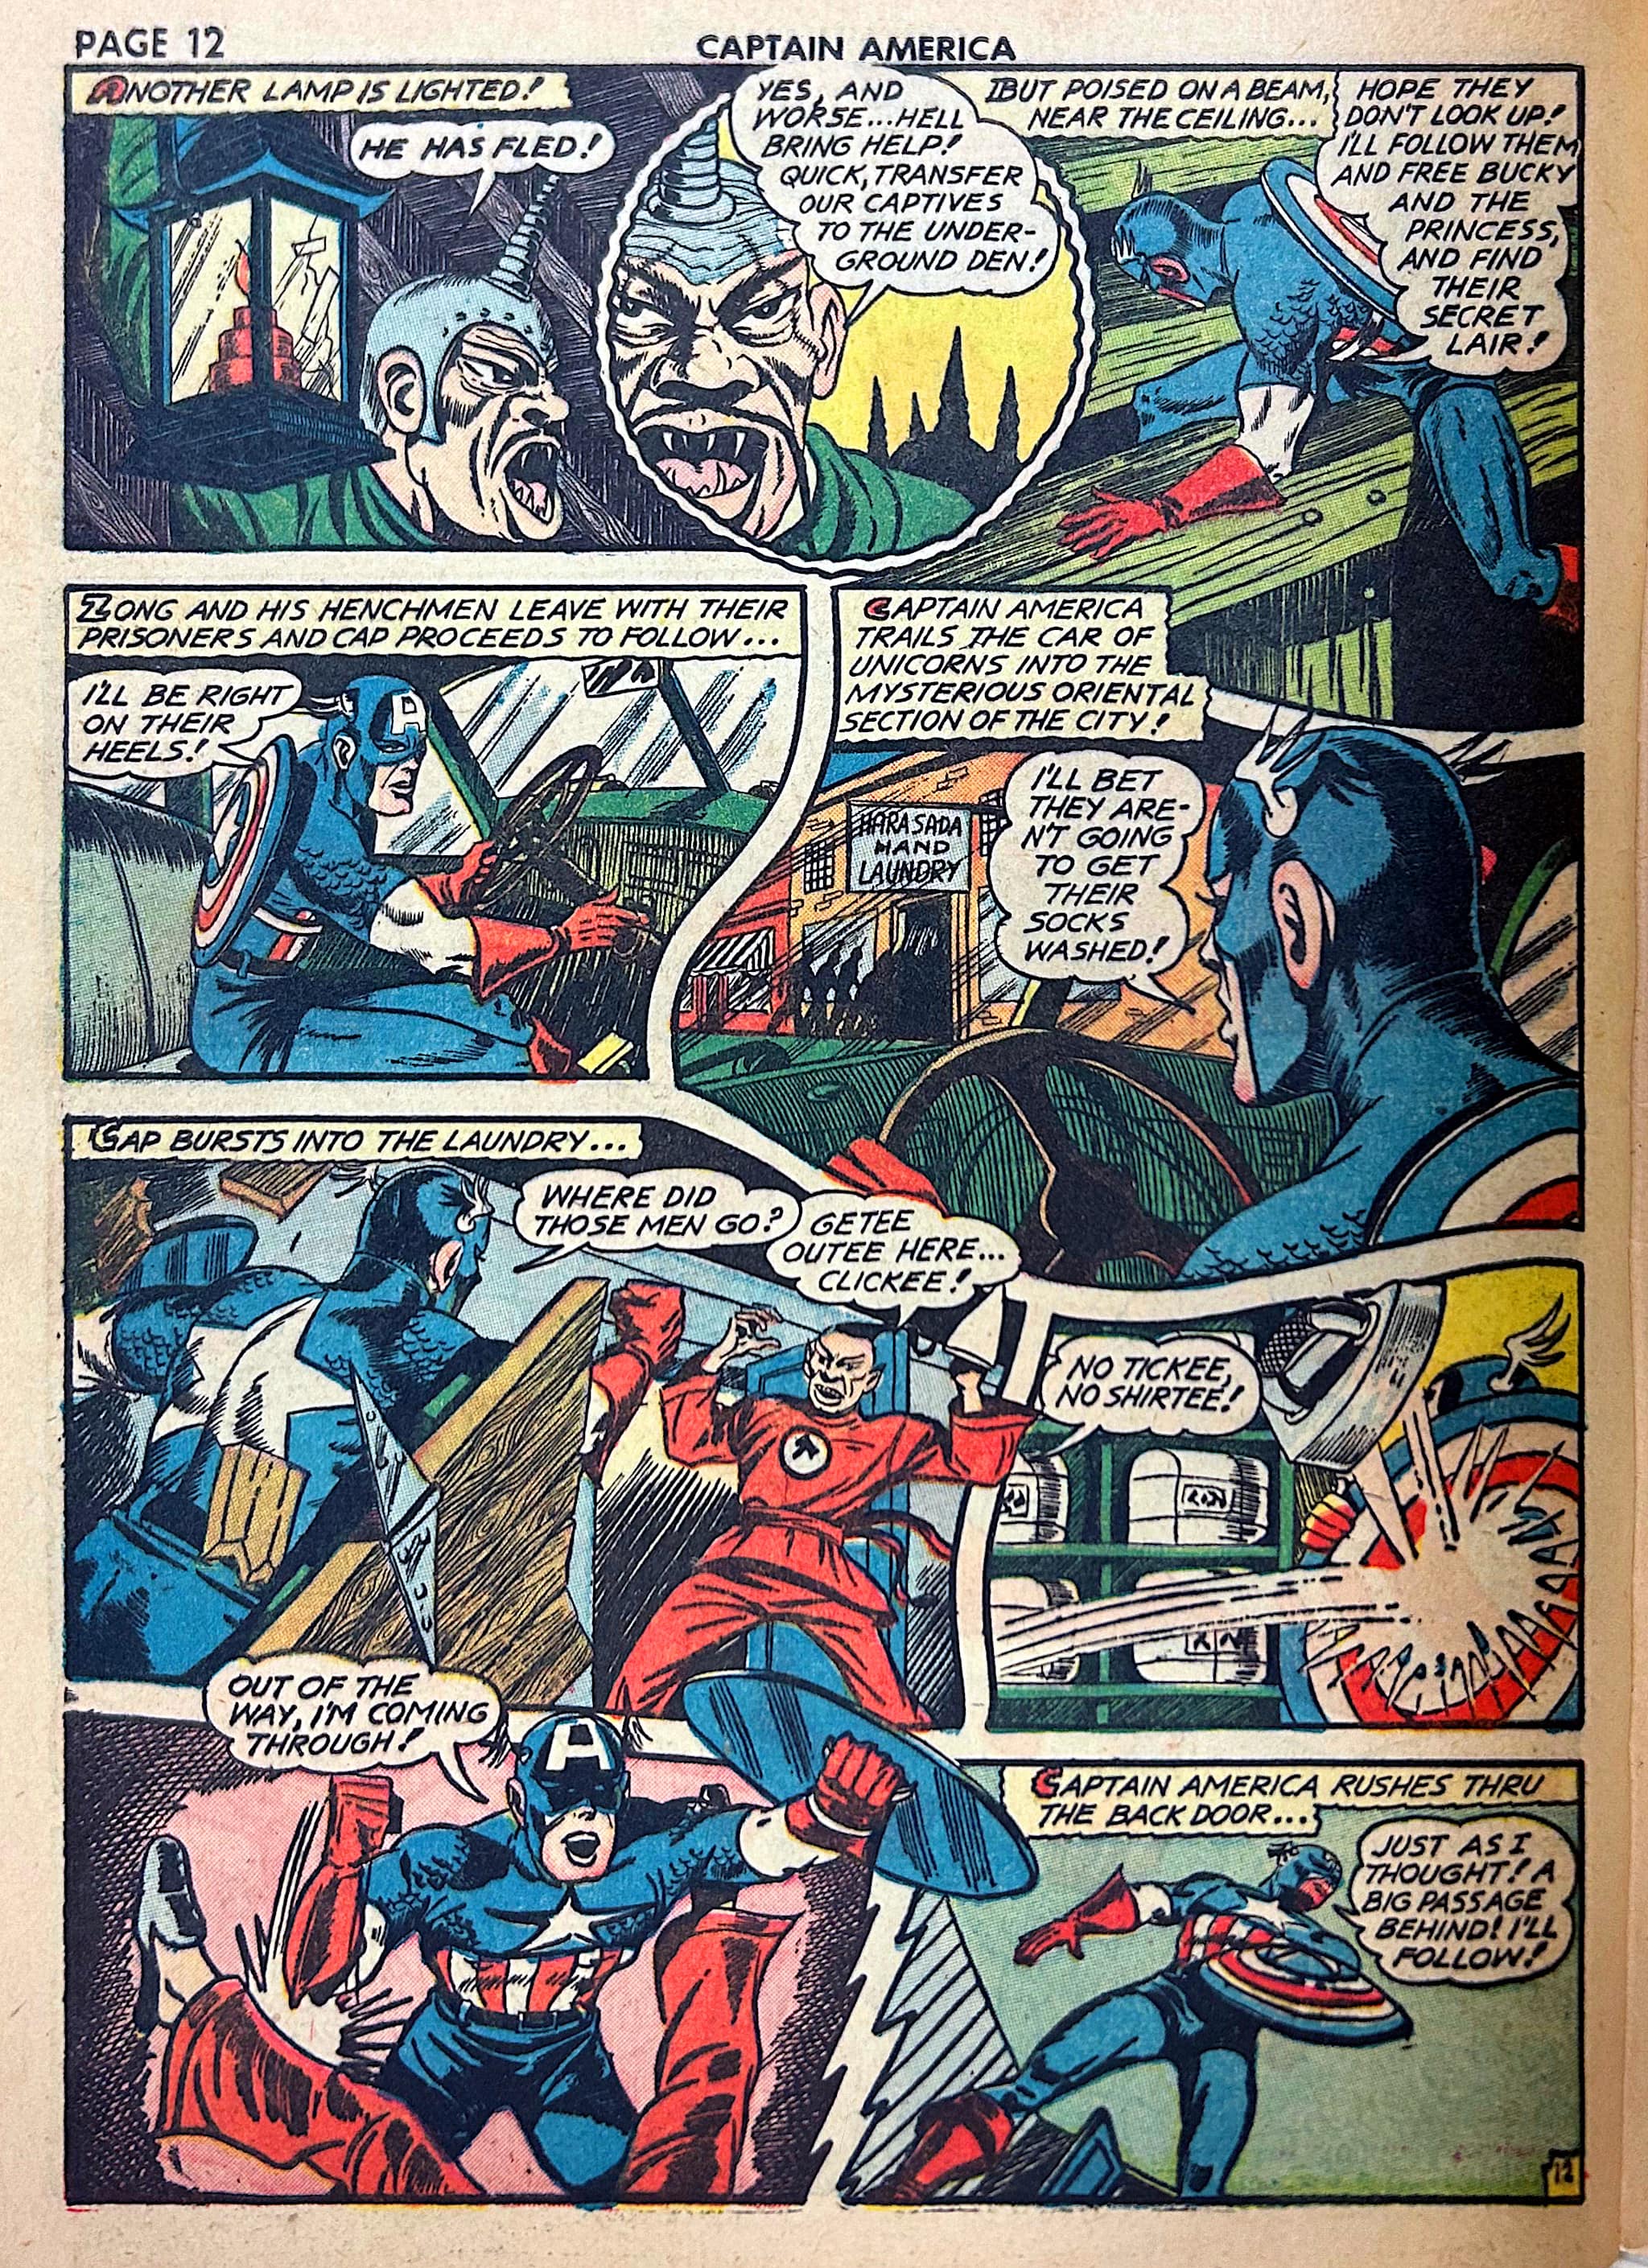 PAGE 12
CAPTAIN AMERICA
ANOTHER LAMP IS LIGHTED!
HE HAS FLED!
YES, AND
WORSE...HELL
BRING HELP!
QUICK, TRANSFER
OUR CAPTIVES
TO THE UNDER-
GROUND DEN!
BUT POISED ON A BEAM,
NEAR THE CEILING...
HOPE THEY
DON'T LOOK UP!
I'LL FOLLOW THEM
AND FREE BUCKY
AND THE
PRINCESS,
AND FIND
THEIR
SECRET
LAIR!
ZONG AND HIS HENCHMEN LEAVE WITH THEIR
PRISONERS AND CAP PROCEEDS TO FOLLOW...
I'LL BE RIGHT
ON THEIR
HEELS!
A
CAPTAIN AMERICA
TRAILS THE CAR OF
UNICORNS INTO THE
MYSTERIOUS ORIENTAL
SECTION OF THE CITY!
HARA SADA
HAND
LAUNDRY
I'LL BET
THEY ARE-
N'T GOING
TO GET
THEIR
SOCKS
WASHED!
CAP BURSTS INTO THE LAUNDRY...
WHERE DID
THOSE MEN GO?
GETEE
OUTEE HERE...
CLICKEE!
NO TICKEE,
NO SHIRTEE!
OUT OF THE
WAY, I'M COMING
THROUGH!
A
CAPTAIN AMERICA RUSHES THRU
THE BACK DOOR...
JUST AS I
THOUGHT! A
BIG PASSAGE
BEHIND! I'LL
FOLLOW!
12